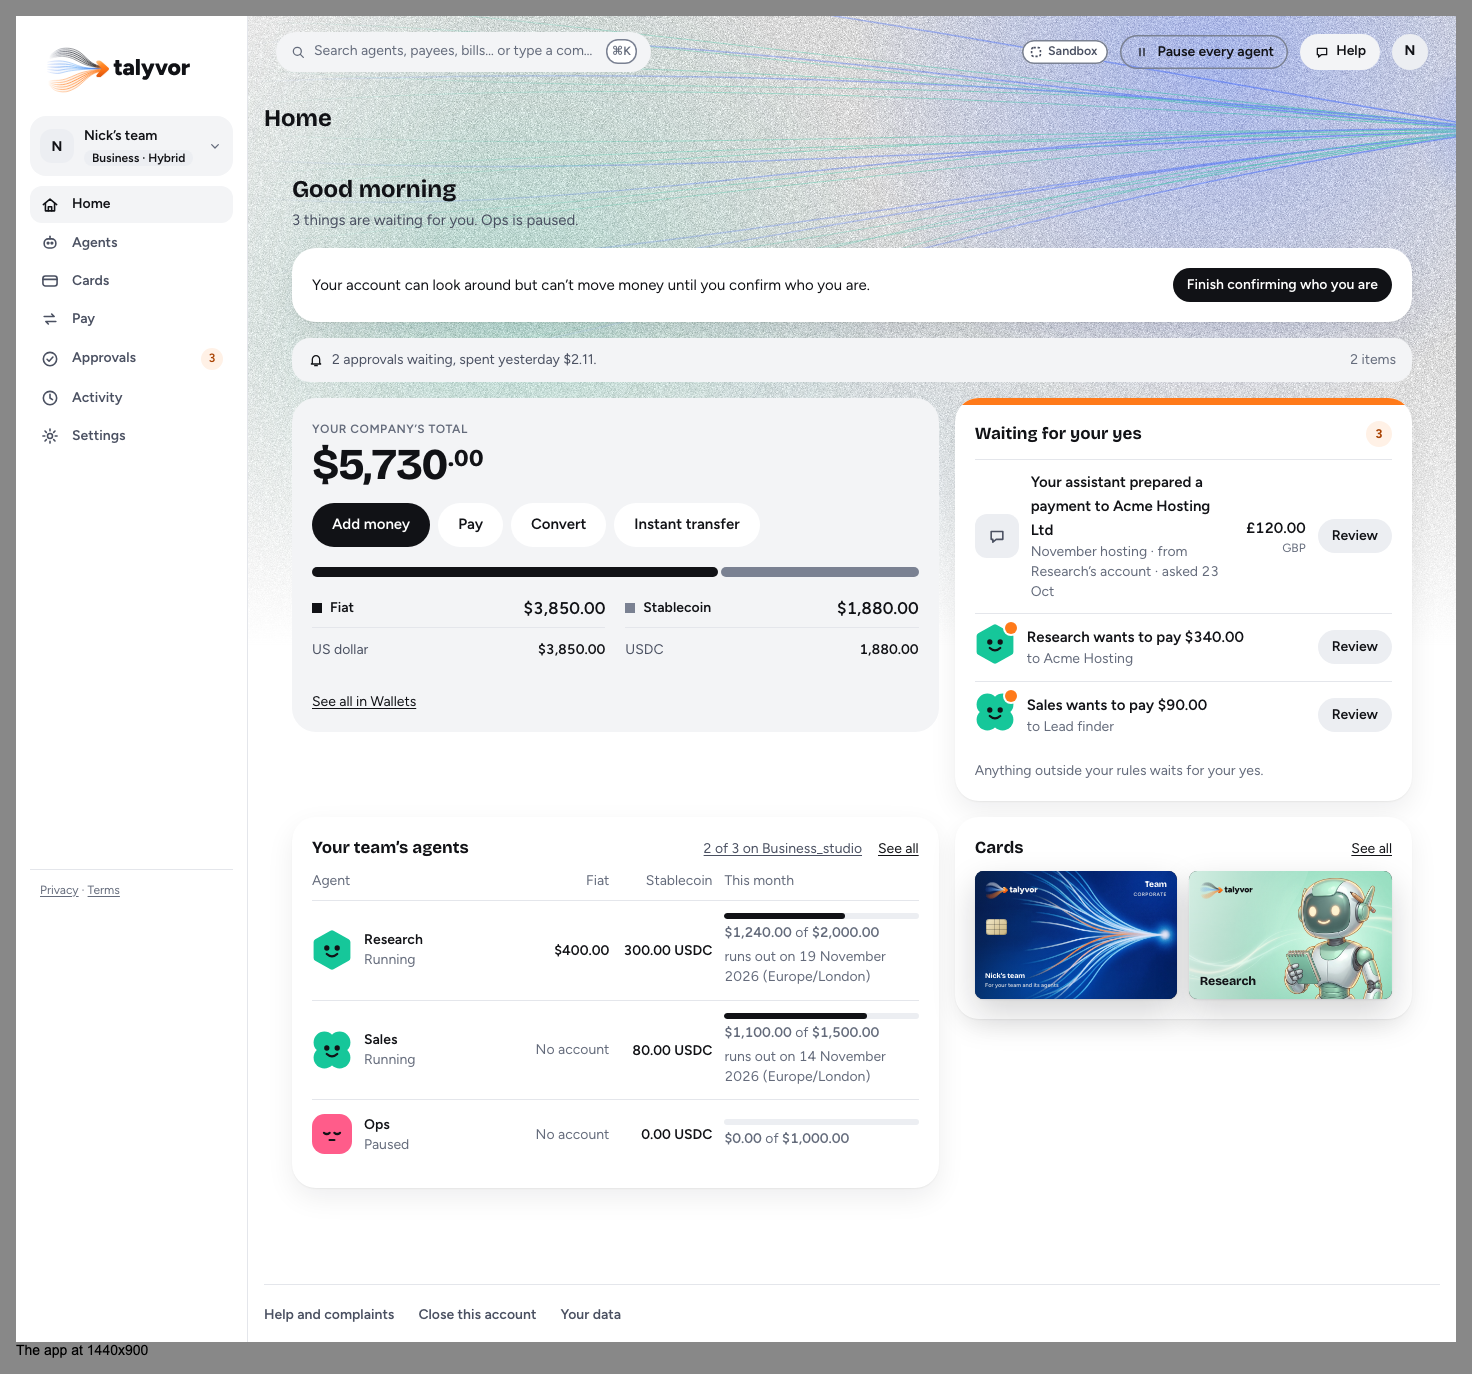 talyvor
Search agents, payees, bills... or type a com...
⌘K
Sandbox
Pause every agent
Help
N
N
Nick's team
Business · Hybrid
Home
Agents
Cards
Pay
Approvals
3
Activity
Settings
Privacy · Terms
Home
Good morning
3 things are waiting for you. Ops is paused.
Your account can look around but can't move money until you confirm who you are.
Finish confirming who you are
2 approvals waiting, spent yesterday $2.11.
2 items
YOUR COMPANY'S TOTAL
$5,730.00
Add money
Pay
Convert
Instant transfer
Fiat
$3,850.00
Stablecoin
$1,880.00
US dollar
$3,850.00
USDC
1,880.00
See all in Wallets
Waiting for your yes
3
Your assistant prepared a
payment to Acme Hosting
Ltd
November hosting · from
Research's account · asked 23
Oct
£120.00
GBP
Review
Research wants to pay $340.00
to Acme Hosting
Review
Sales wants to pay $90.00
to Lead finder
Review
Anything outside your rules waits for your yes.
Your team's agents
2 of 3 on Business_studio
See all
Agent
Fiat
Stablecoin
This month
Research
Running
$400.00
300.00 USDC
$1,240.00 of $2,000.00
runs out on 19 November
2026 (Europe/London)
Sales
Running
No account
80.00 USDC
$1,100.00 of $1,500.00
runs out on 14 November
2026 (Europe/London)
Ops
Paused
No account
0.00 USDC
$0.00 of $1,000.00
Cards
See all
talyvor
Team
CORPORATE
Nick's team
For your team and its agents
talyvor
Research
Help and complaints
Close this account
Your data
The app at 1440x900